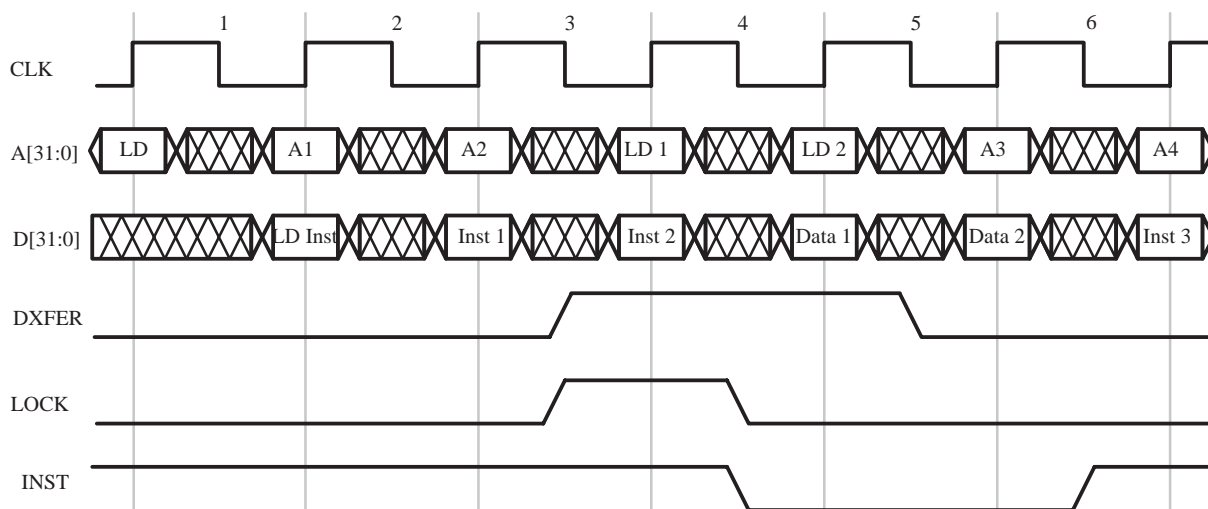 1 2 3 4 5 6
CLK
A[31:0] LD A1 A2 LD 1 LD 2 A3 A4
D[31:0] LD Inst Inst 1 Inst 2 Data 1 Data 2 Inst 3
DXFER
LOCK
INST